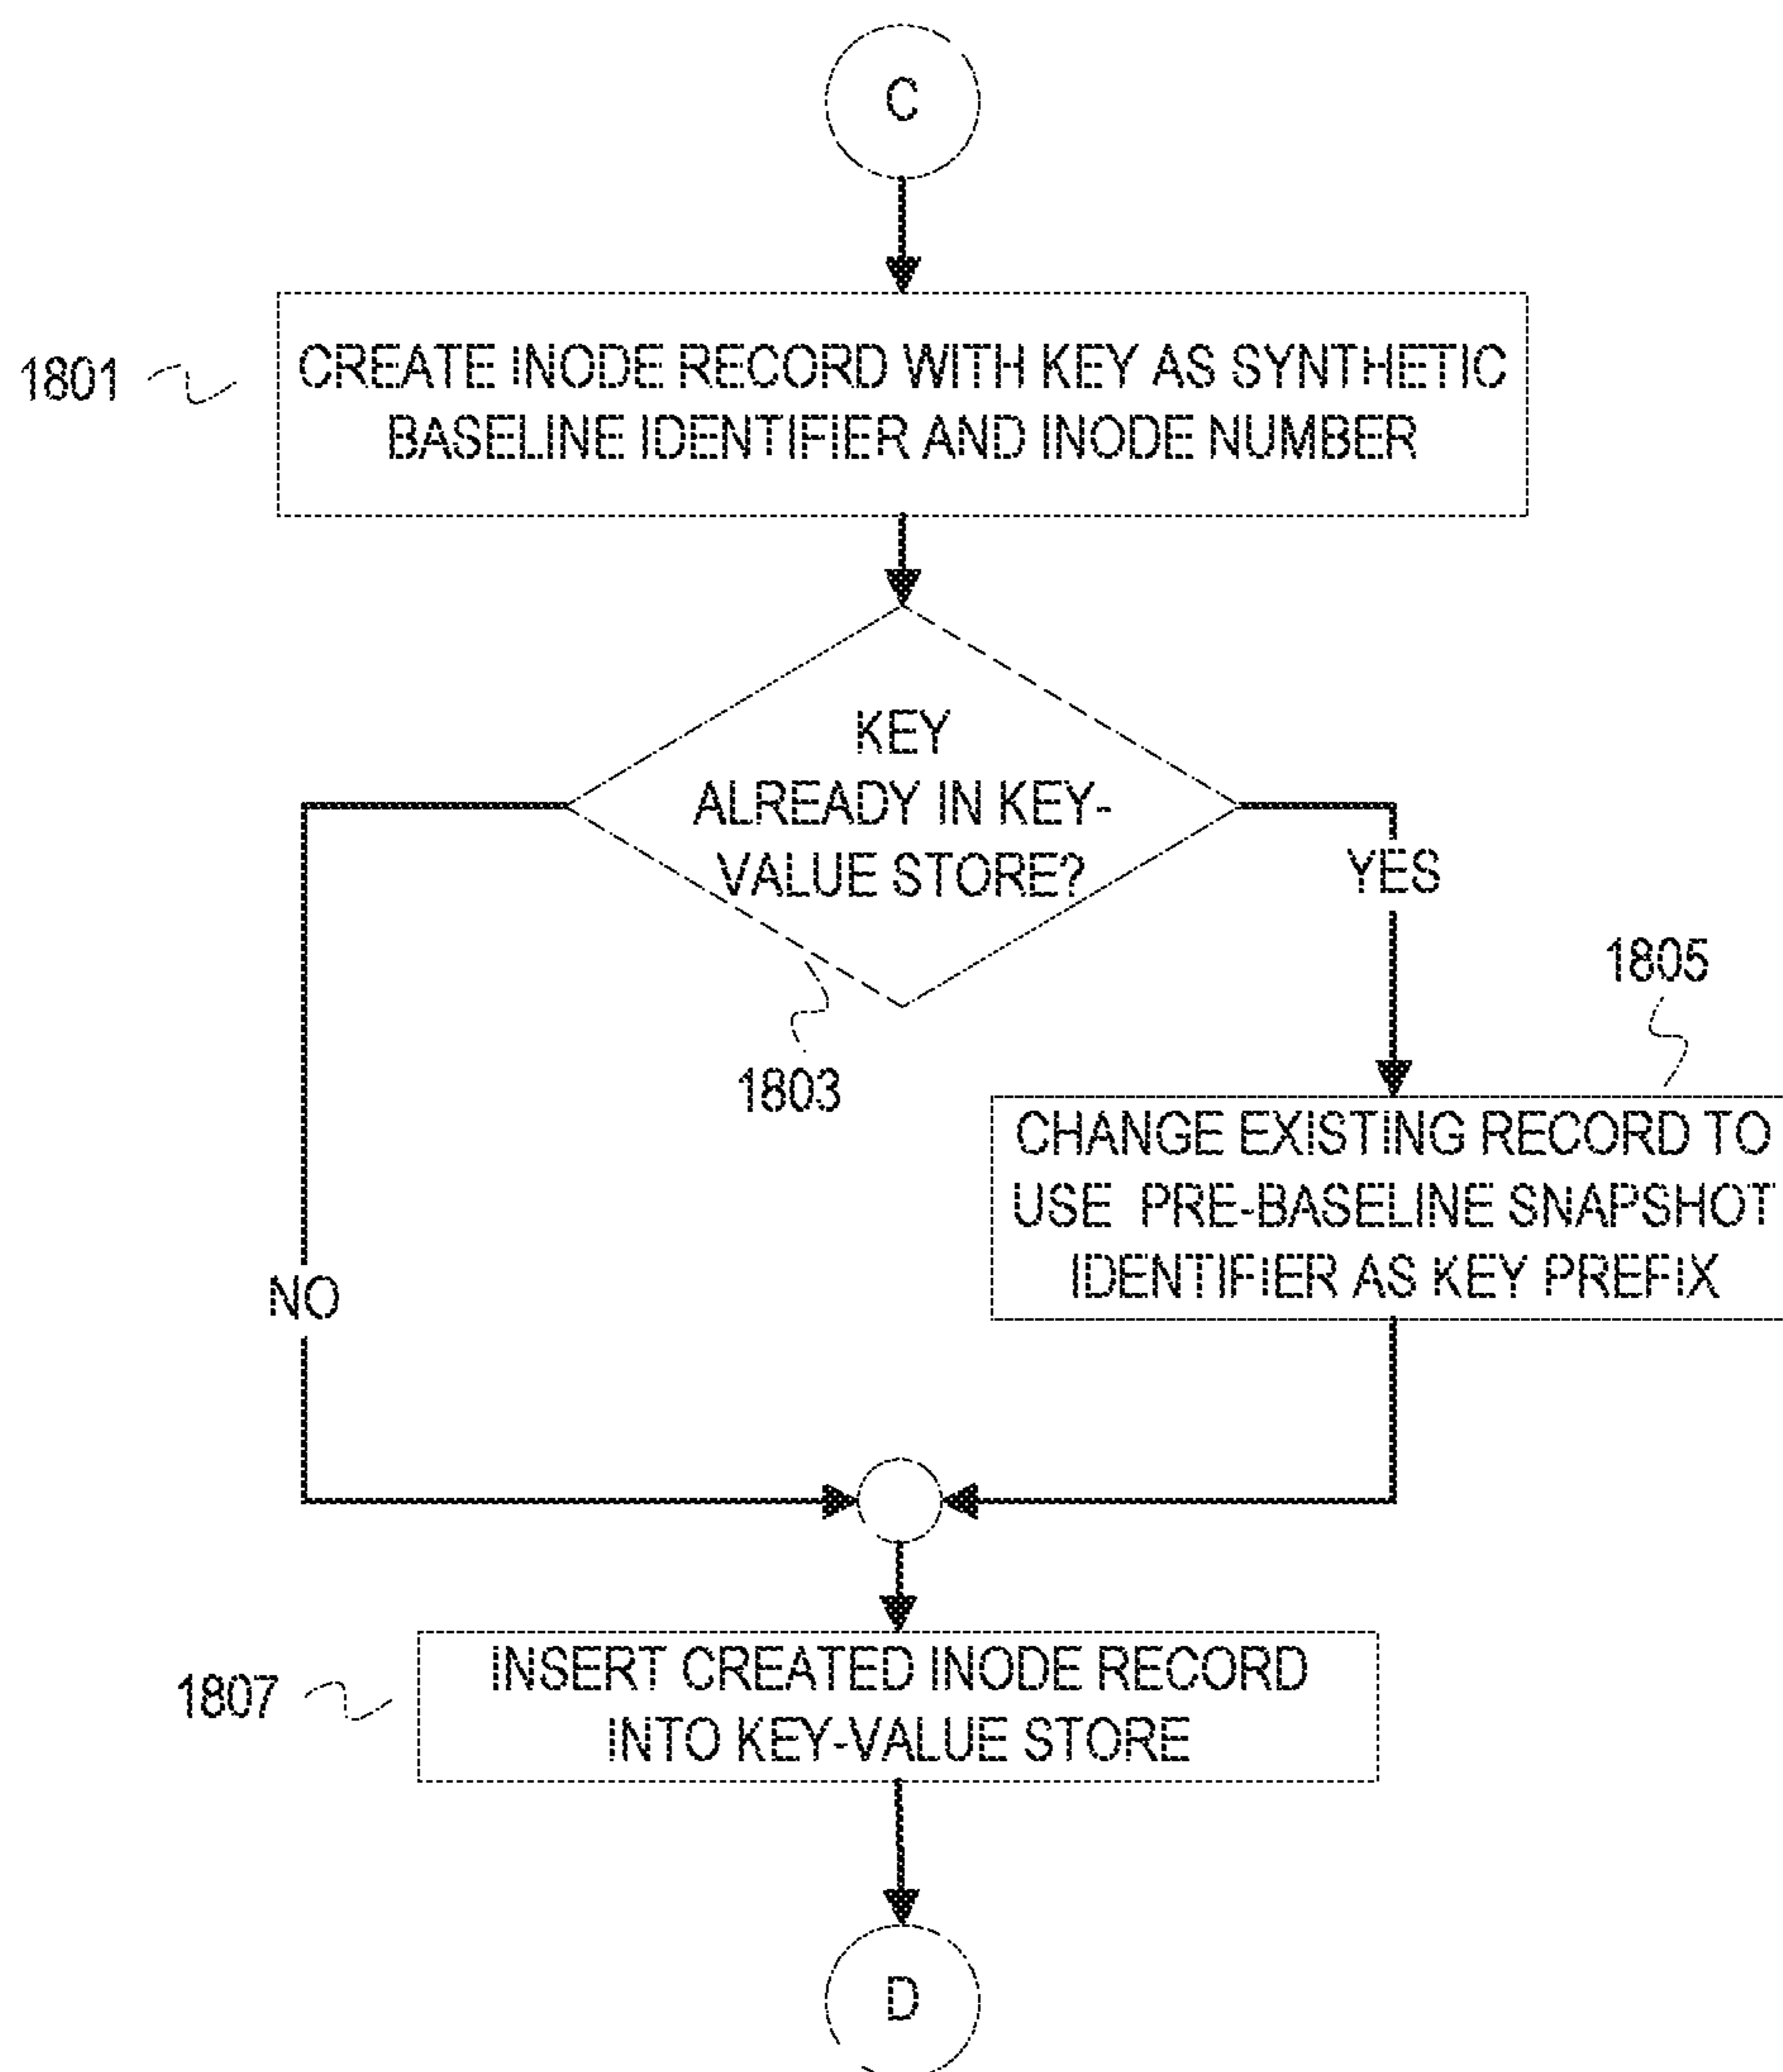 C
1801
CREATE INODE RECORD WITH KEY AS SYNTHETIC
BASELINE IDENTIFIER AND INODE NUMBER
KEY
ALREADY IN KEY-
VALUE STORE?
YES
1805
1803
CHANGE EXISTING RECORD TO
USE PRE-BASELINE SNAPSHOT
IDENTIFIER AS KEY PREFIX
NO
1807
INSERT CREATED INODE RECORD
INTO KEY-VALUE STORE
D